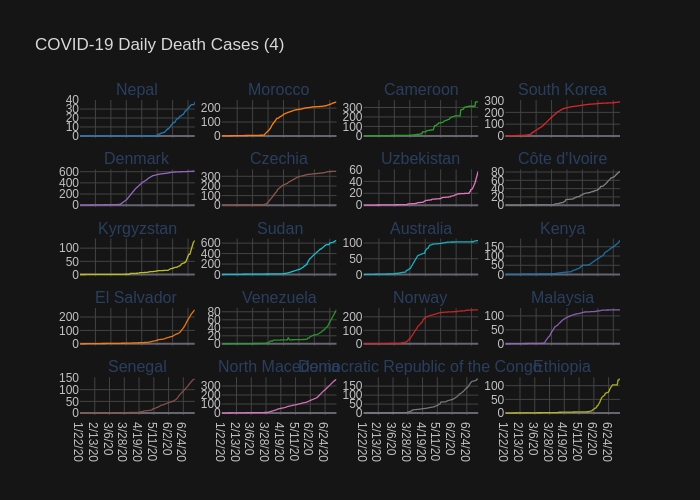 COVID-19 Daily Death Cases (4)
Nepal Morocco Cameroon South Korea
40 30 20 10 0
200 100 0
300 200 100 0
300 200 100 0
Denmark Czechia Uzbekistan Côte d'Ivoire
600 400 200 0
300 200 100 0
60 40 20 0
80 60 40 20 0
Kyrgyzstan Sudan Australia Kenya
100 50 0
600 400 200 0
100 50 0
150 100 50 0
El Salvador Venezuela Norway Malaysia
200 100 0
80 60 40 20 0
200 100 0
100 50 0
Senegal North Macedonia Democratic Republic of the Congo Ethiopia
150 100 50 0
300 200 100 0
150 100 50 0
100 50 0
1/22/20 2/13/20 3/6/20 3/28/20 4/19/20 5/11/20 6/2/20 6/24/20
1/22/20 2/13/20 3/6/20 3/28/20 4/19/20 5/11/20 6/2/20 6/24/20
1/22/20 2/13/20 3/6/20 3/28/20 4/19/20 5/11/20 6/2/20 6/24/20
1/22/20 2/13/20 3/6/20 3/28/20 4/19/20 5/11/20 6/2/20 6/24/20